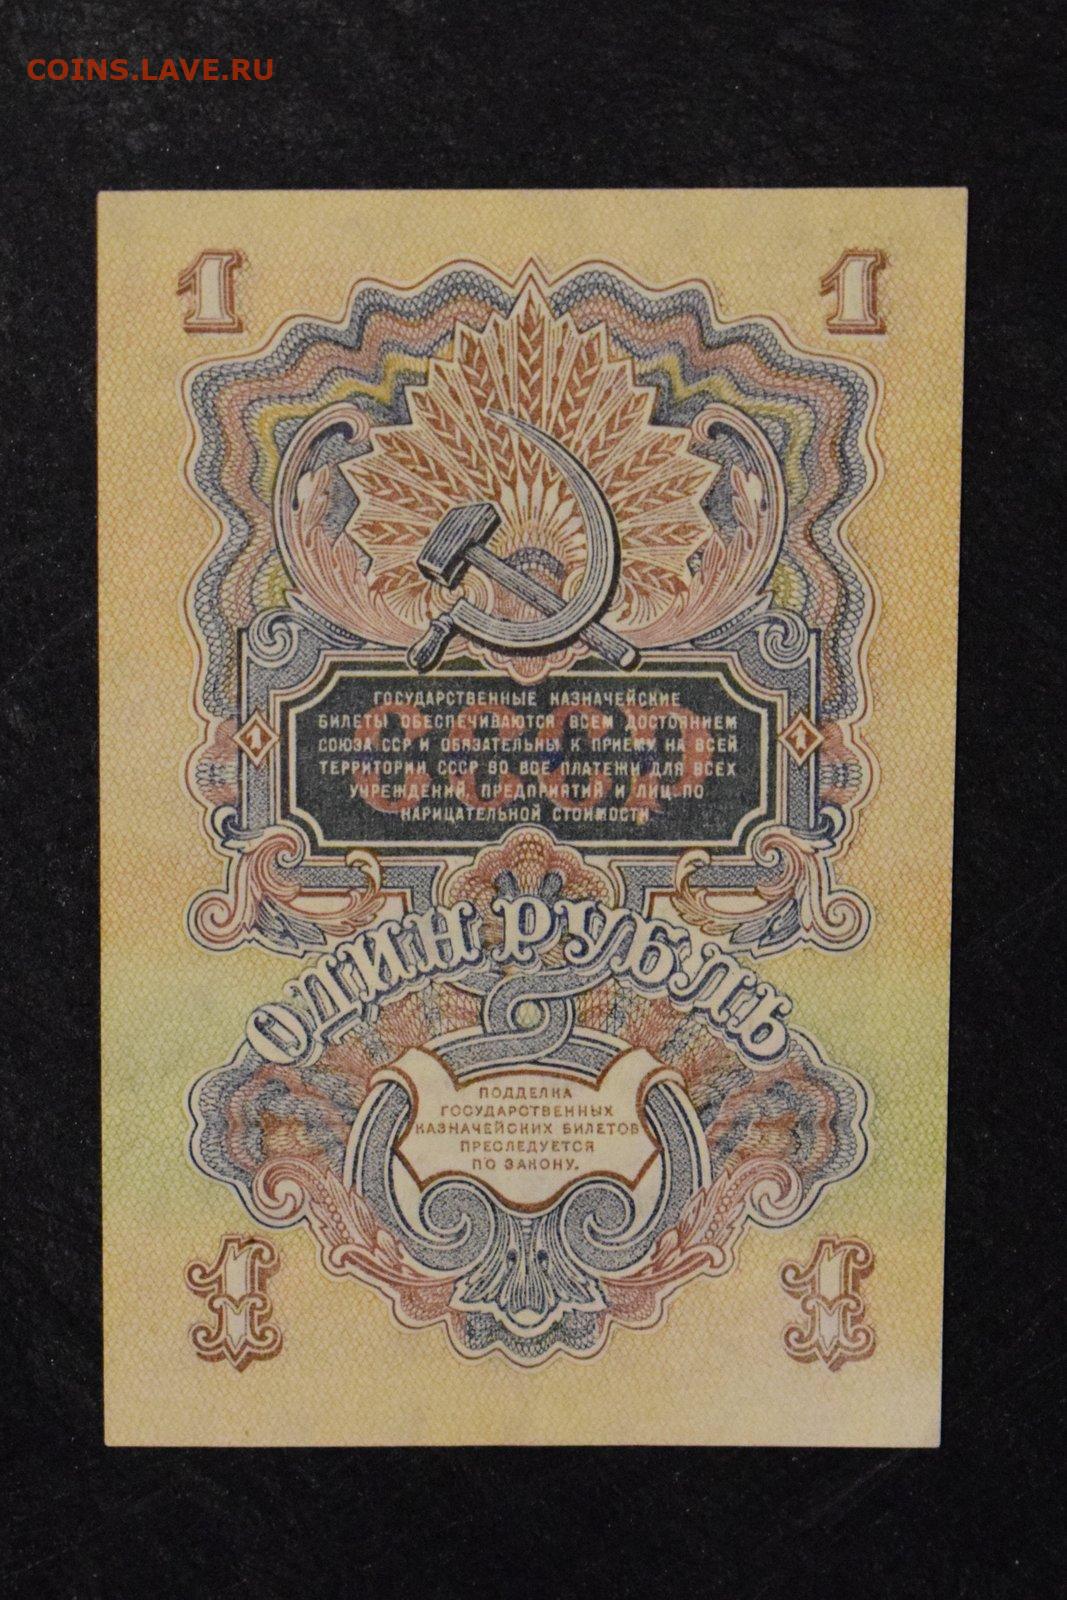 COINS.LAVE.RU
1 1
ГОСУДАРСТВЕННЫЕ КАЗНАЧЕЙСКИЕ
БИЛЕТЫ ОБЕСПЕЧИВАЮТСЯ ВСЕМ ДОСТОЯНИЕМ
СОЮЗА ССР И ОБЯЗАТЕЛЬНЫ К ПРИЕМУ НА ВСЕЙ
ТЕРРИТОРИИ СССР ВО ВСЕ ПЛАТЕЖИ ДЛЯ ВСЕХ
УЧРЕЖДЕНИЙ, ПРЕДПРИЯТИЙ И ЛИЦ ПО
НАРИЦАТЕЛЬНОЙ СТОИМОСТИ
СССР
1 1
ОДИН РУБЛЬ
ПОДДЕЛКА
ГОСУДАРСТВЕННЫХ
КАЗНАЧЕЙСКИХ БИЛЕТОВ
ПРЕСЛЕДУЕТСЯ
ПО ЗАКОНУ.
1 1